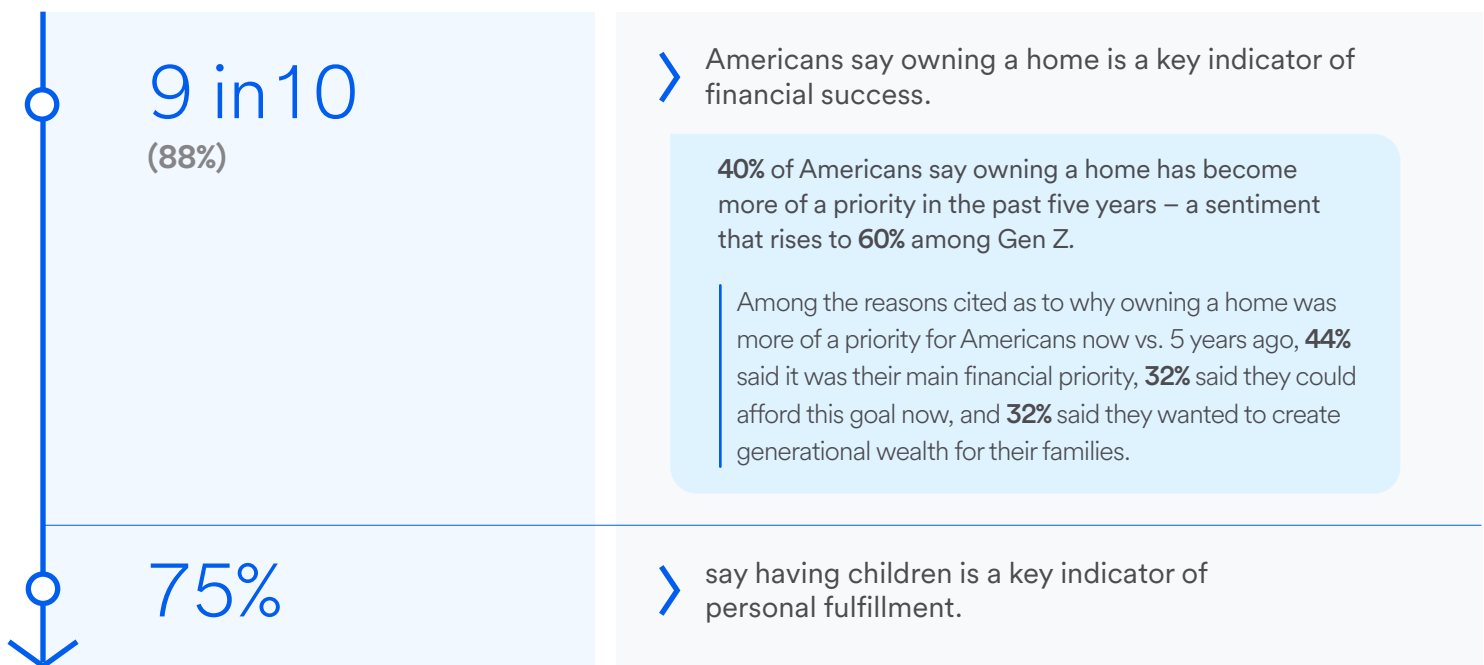 9 in10
(88%)
Americans say owning a home is a key indicator of
financial success.
40% of Americans say owning a home has become
more of a priority in the past five years – a sentiment
that rises to 60% among Gen Z.
Among the reasons cited as to why owning a home was
more of a priority for Americans now vs. 5 years ago, 44%
said it was their main financial priority, 32% said they could
afford this goal now, and 32% said they wanted to create
generational wealth for their families.
75%
say having children is a key indicator of
personal fulfillment.